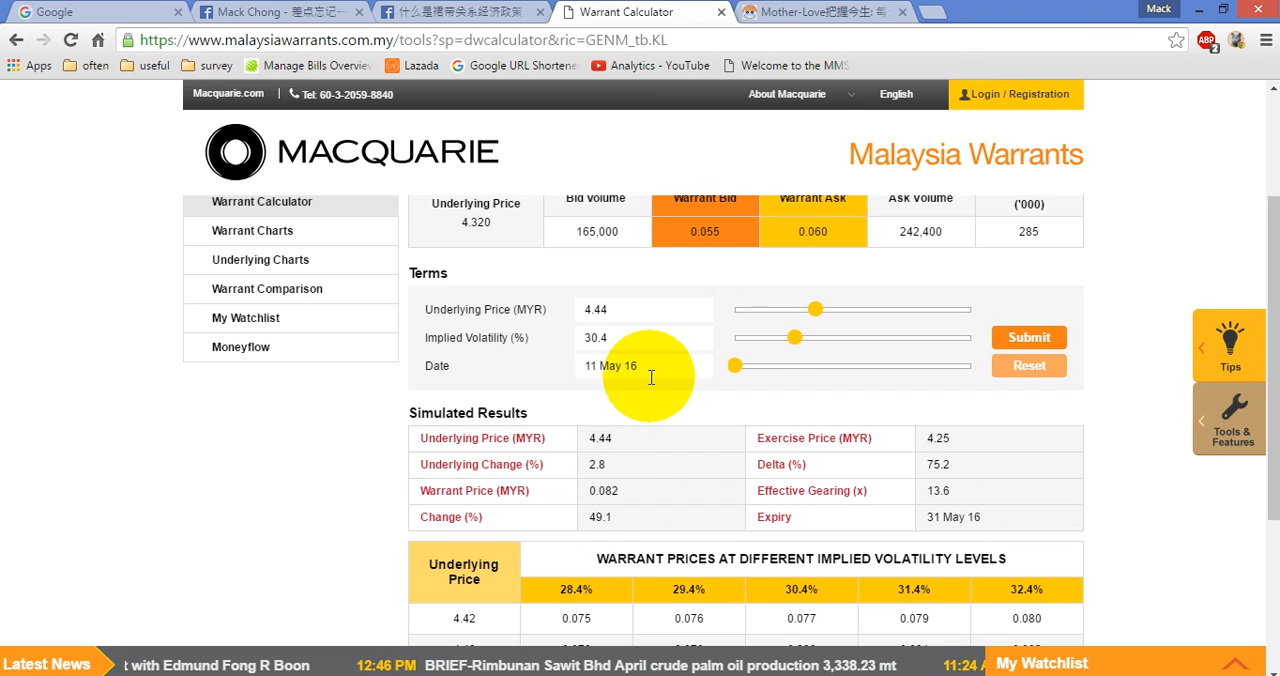 Google
Mack Chong - 差点忘记一
什么是裙带关系经济政策
Warrant Calculator
Mother-Love把握今生: 每
Mack
https://www.malaysiawarrants.com.my/tools?sp=dwcalculator&ric=GENM_tb.KL
ABP
2
Apps often useful survey Manage Bills Overview Lazada Google URL Shortene Analytics - YouTube Welcome to the MMS
Macquarie.com | Tel: 60-3-2059-8840 About Macquarie English Login / Registration
MACQUARIE Malaysia Warrants
Warrant Calculator
Warrant Charts
Underlying Charts
Warrant Comparison
My Watchlist
Moneyflow
Underlying Price Bid Volume Warrant Bid Warrant Ask Ask Volume ('000)
4.320 165,000 0.055 0.060 242,400 285
Terms
Underlying Price (MYR) 4.44
Implied Volatility (%) 30.4 Submit
Date 11 May 16 Reset
Tips
Tools &
Features
Simulated Results
Underlying Price (MYR) 4.44 Exercise Price (MYR) 4.25
Underlying Change (%) 2.8 Delta (%) 75.2
Warrant Price (MYR) 0.082 Effective Gearing (x) 13.6
Change (%) 49.1 Expiry 31 May 16
Underlying
Price
WARRANT PRICES AT DIFFERENT IMPLIED VOLATILITY LEVELS
28.4% 29.4% 30.4% 31.4% 32.4%
4.42 0.075 0.076 0.077 0.079 0.080
Latest News t with Edmund Fong R Boon 12:46 PM BRIEF-Rimbunan Sawit Bhd April crude palm oil production 3,338.23 mt 11:24 My Watchlist